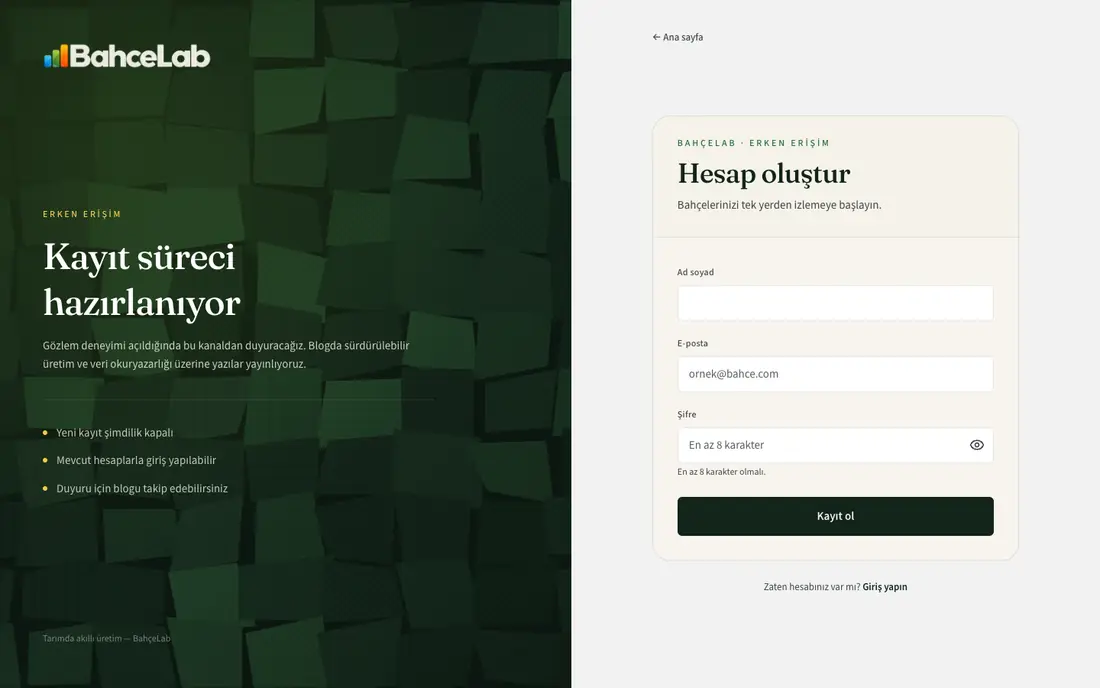 BahceLab
ERKEN ERİŞİM
Kayıt süreci
hazırlanıyor
Gözlem deneyimi açıldığında bu kanaldan duyuracağız. Blogda sürdürülebilir
üretim ve veri okuryazarlığı üzerine yazılar yayınlıyoruz.
Yeni kayıt şimdilik kapalı
Mevcut hesaplarla giriş yapılabilir
Duyuru için blogu takip edebilirsiniz
Tarımda akıllı üretim — BahçeLab
← Ana sayfa
BAHÇELAB · ERKEN ERİŞİM
Hesap oluştur
Bahçelerinizi tek yerden izlemeye başlayın.
Ad soyad
E-posta
ornek@bahce.com
Şifre
En az 8 karakter
En az 8 karakter olmalı.
Kayıt ol
Zaten hesabınız var mı? Giriş yapın